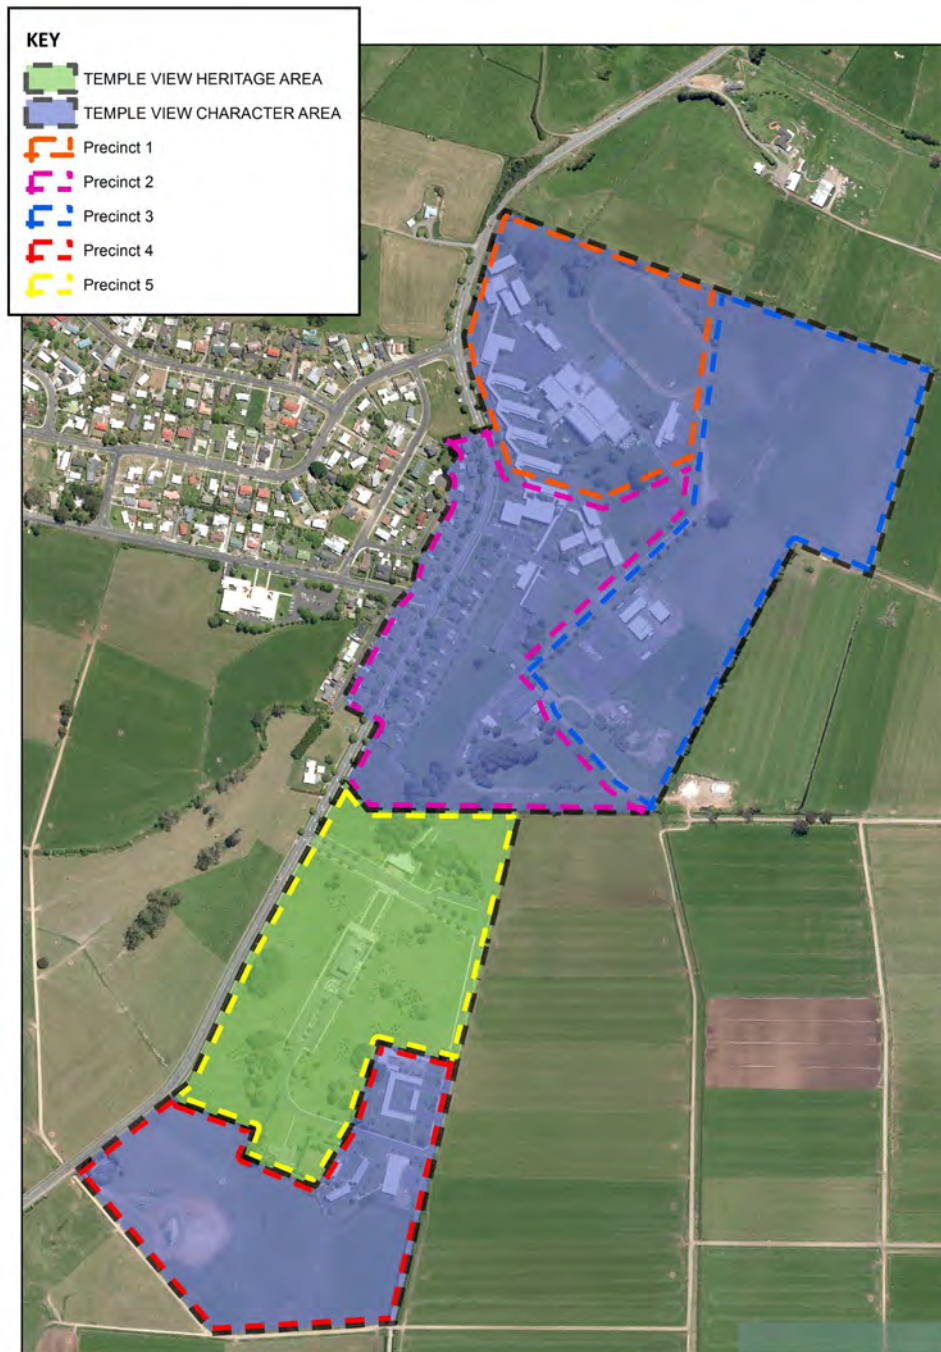 KEY
TEMPLE VIEW HERITAGE AREA
TEMPLE VIEW CHARACTER AREA
Precinct 1
Precinct 2
Precinct 3
Precinct 4
Precinct 5